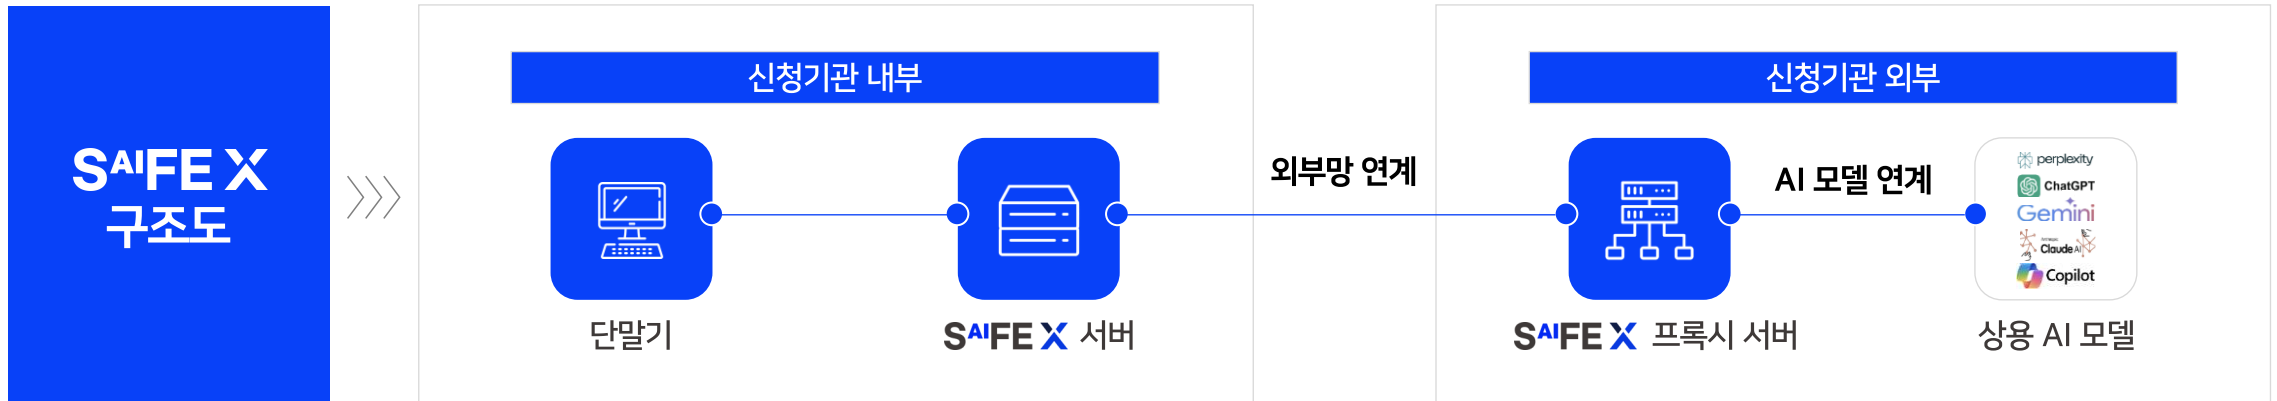 SAIFE X
구조도
신청기관 내부
단말기
SAIFE X 서버
외부망 연계
신청기관 외부
SAIFE X 프록시 서버
AI 모델 연계
perplexity
ChatGPT
Gemini
Claude AI
Copilot
상용 AI 모델